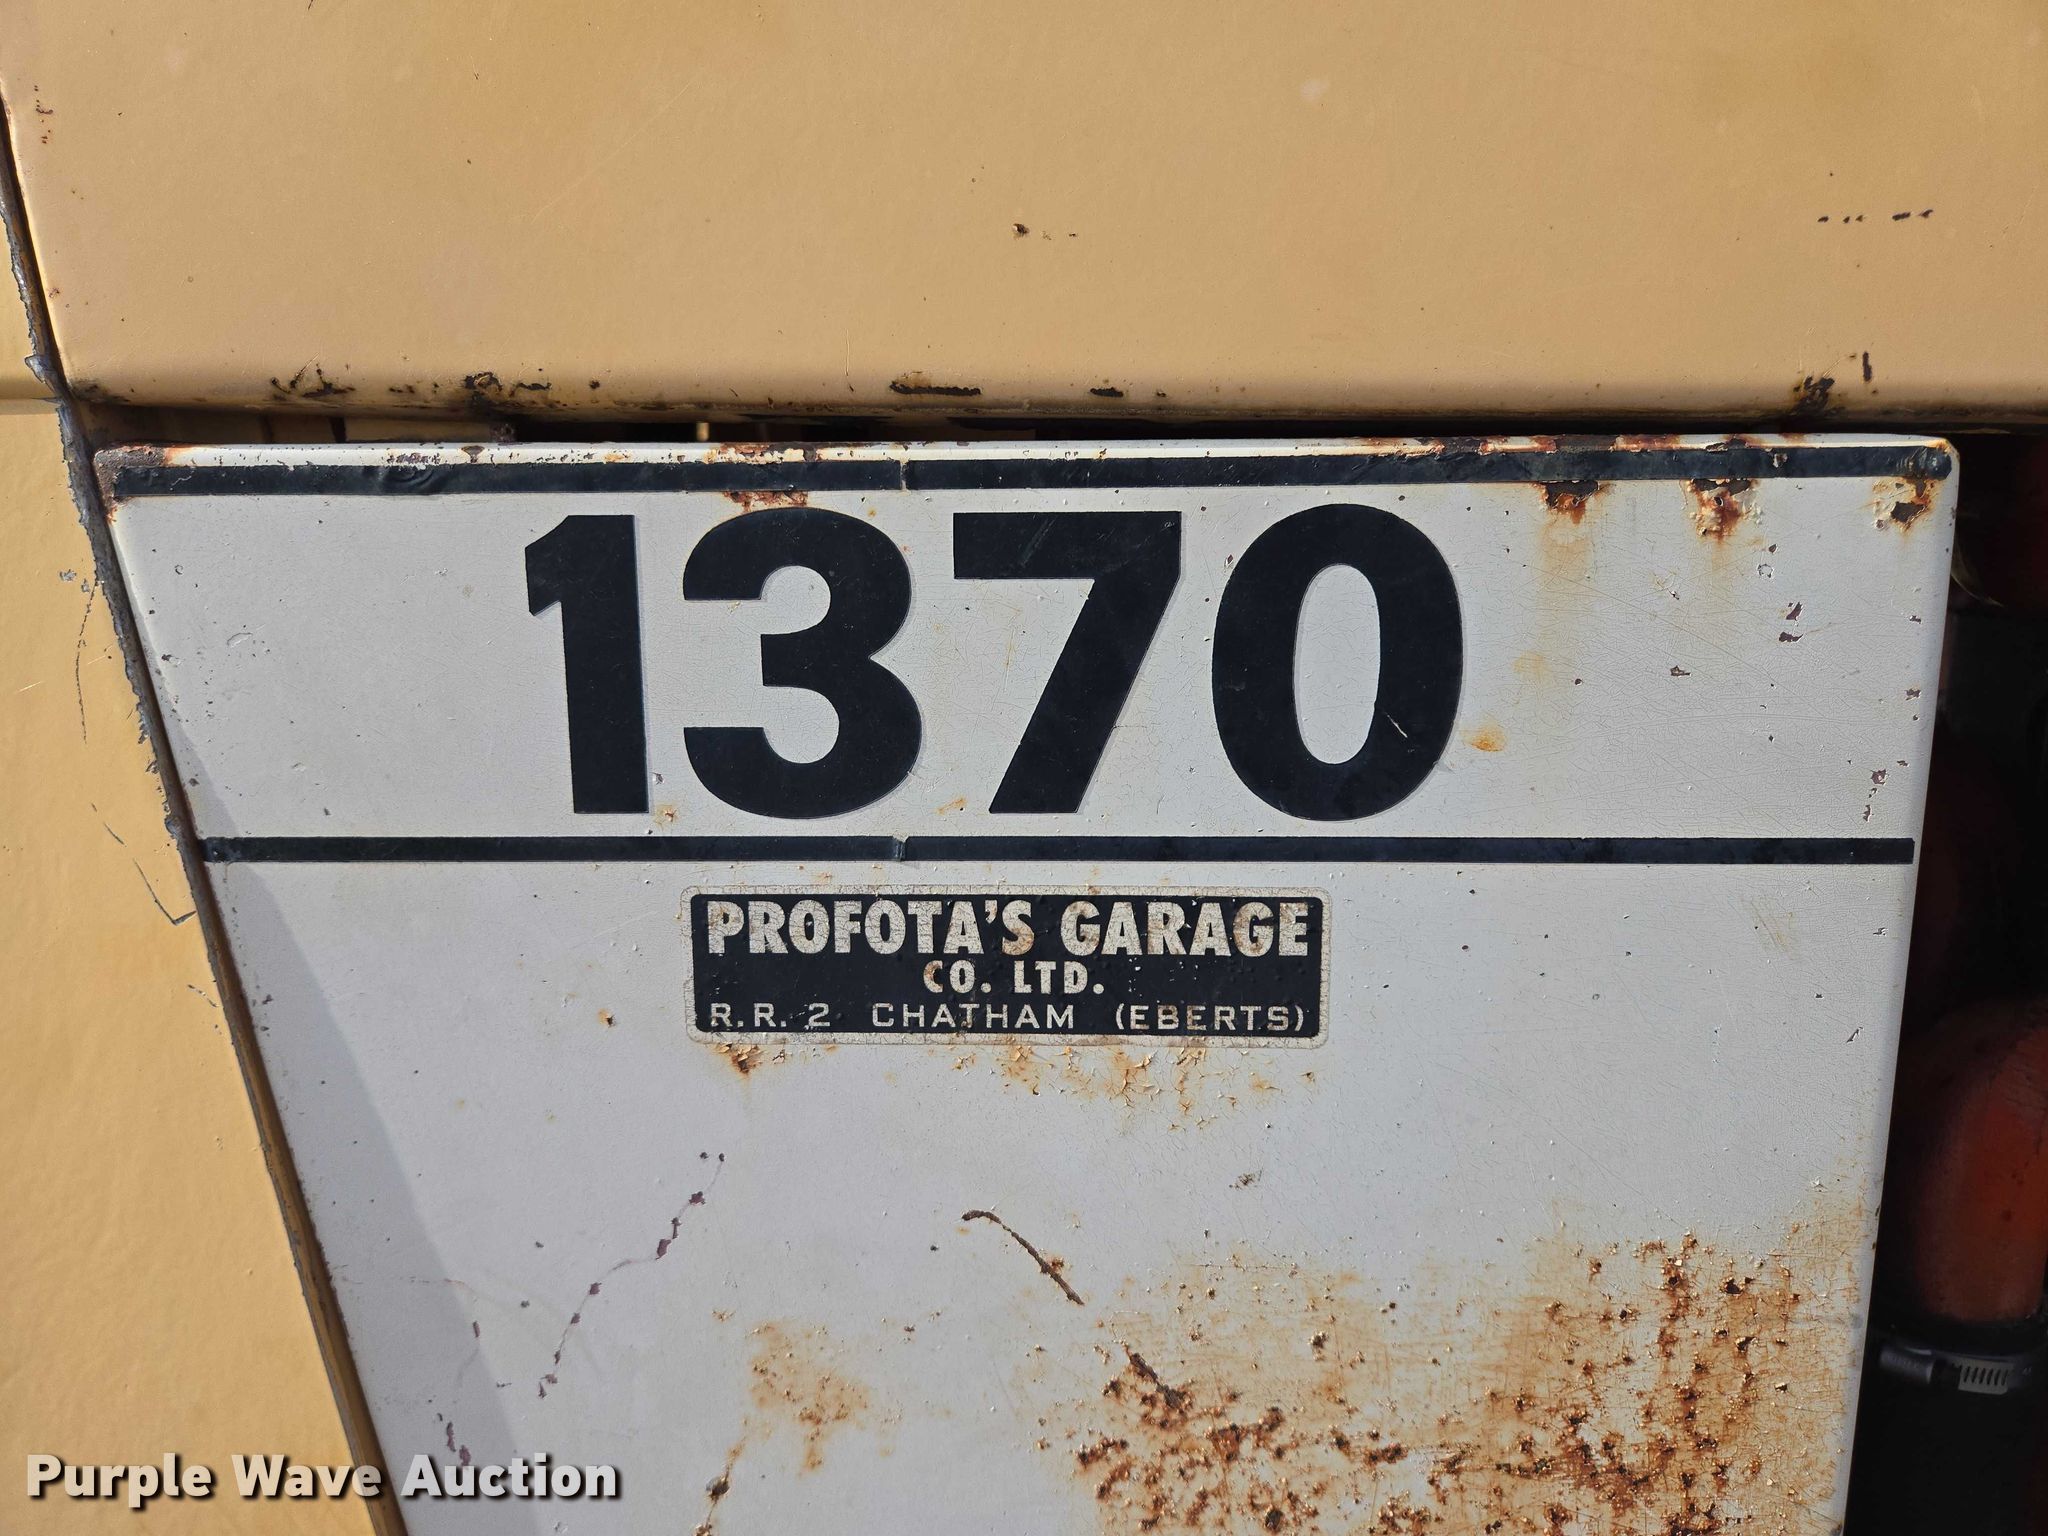 1370
PROFOTA'S GARAGE
CO. LTD.
R.R. 2 CHATHAM (EBERTS)
Purple Wave Auction